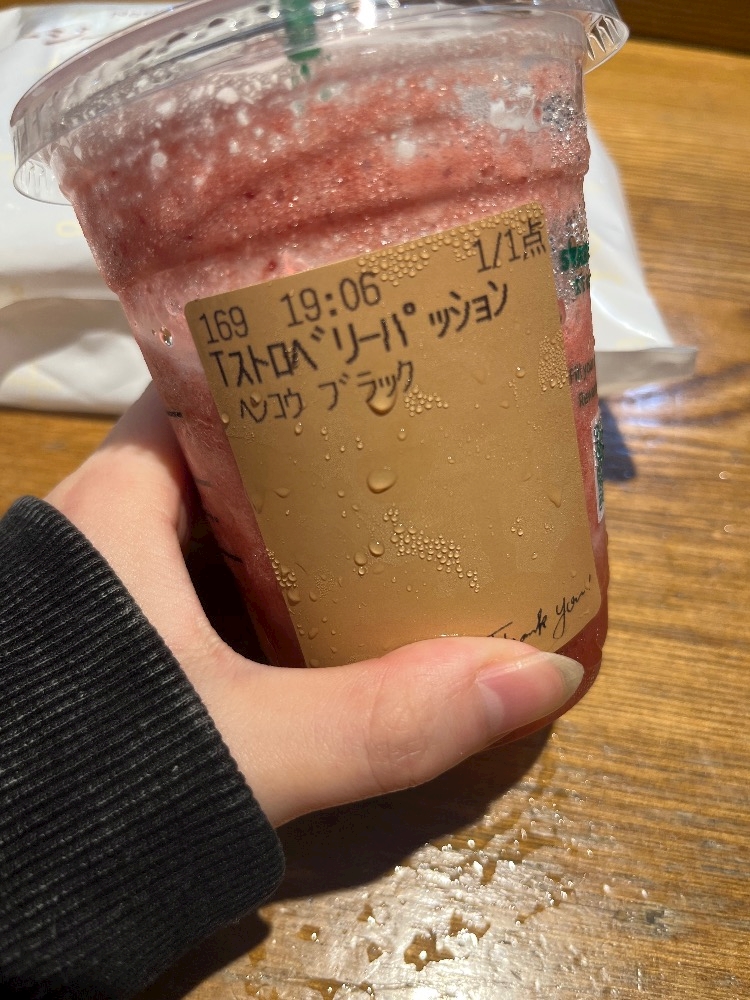 169 19:06 1/1点
Tストロベリーパッション
ヘンコウ ブラック
Thank you!